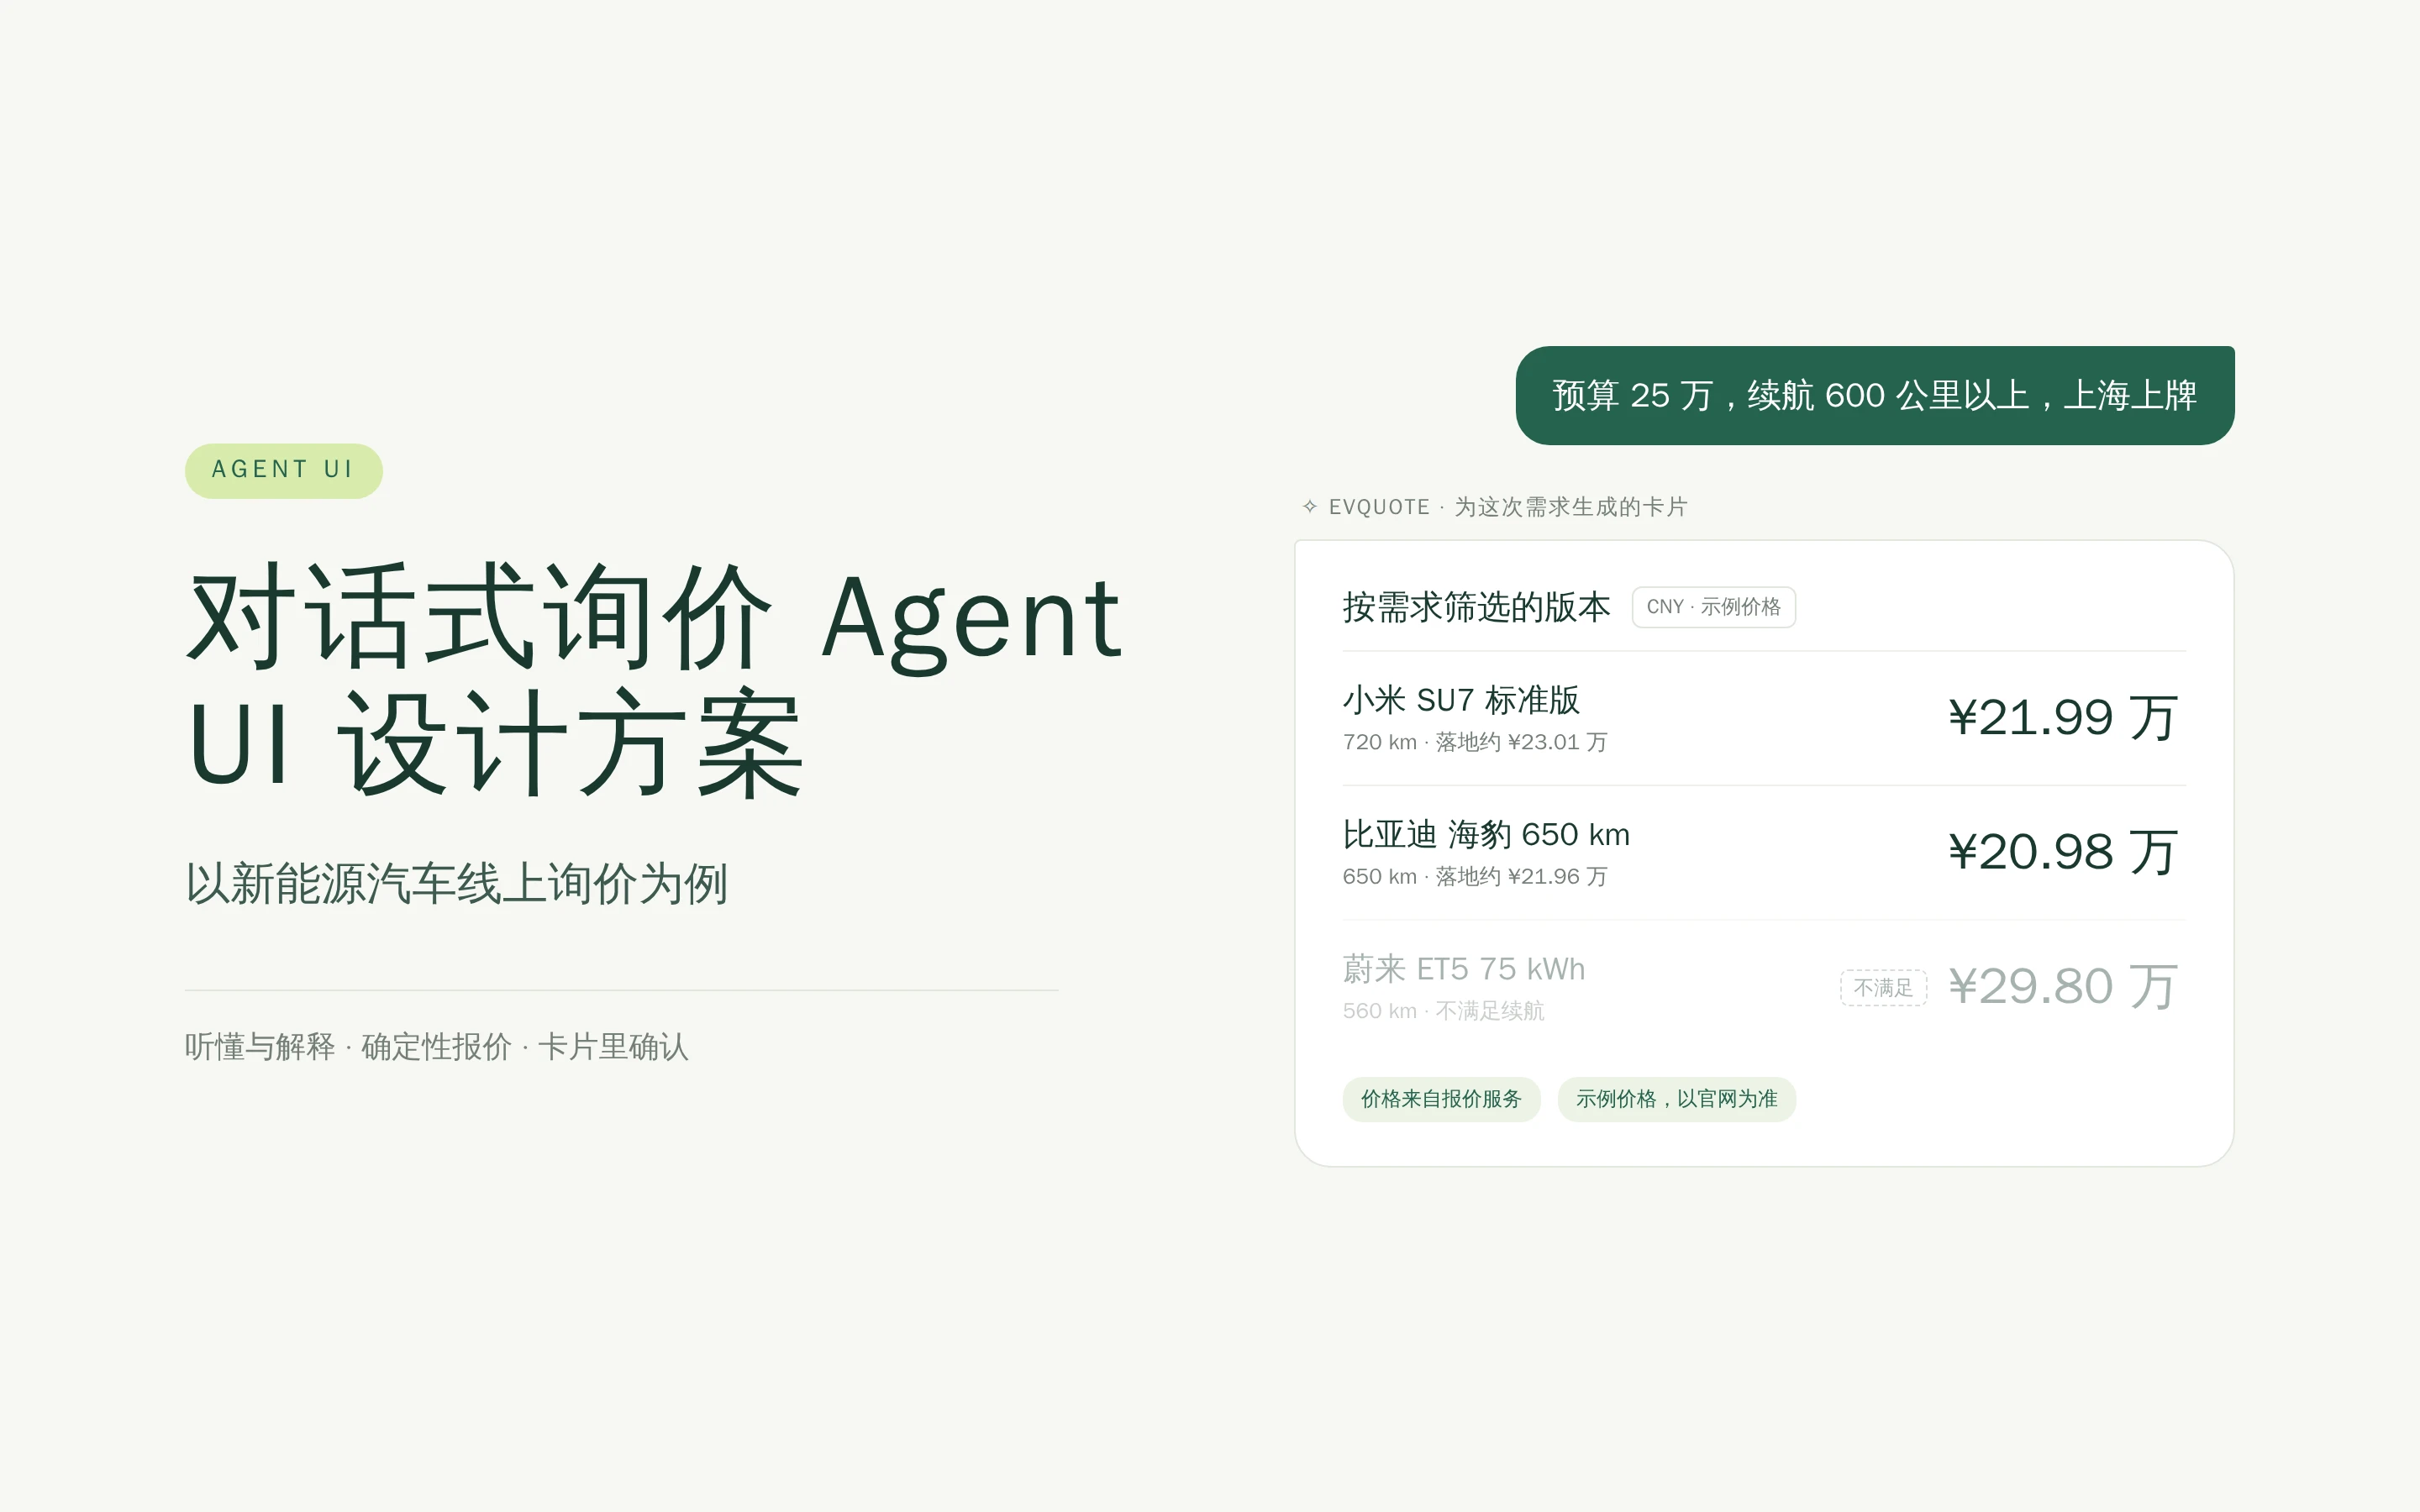 AGENT UI
对话式询价 Agent
UI 设计方案
以新能源汽车线上询价为例
听懂与解释 · 确定性报价 · 卡片里确认
预算 25 万，续航 600 公里以上，上海上牌
✧ EVQUOTE · 为这次需求生成的卡片
按需求筛选的版本 CNY · 示例价格
小米 SU7 标准版
720 km · 落地约 ¥23.01 万
¥21.99 万
比亚迪 海豹 650 km
650 km · 落地约 ¥21.96 万
¥20.98 万
蔚来 ET5 75 kWh
560 km · 不满足续航
不满足 ¥29.80 万
价格来自报价服务 示例价格，以官网为准